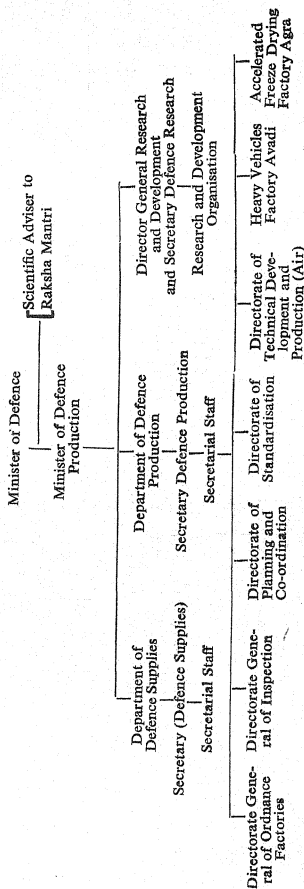 Minister of Defence
Scientific Adviser to
Raksha Mantri
Minister of Defence
Production
Department of
Defence Supplies
Secretary (Defence Supplies)
Secretarial Staff
Department of Defence
Production
Secretary Defence Production
Secretarial Staff
Director General Research
and Development
and Secretary Defence Research
Research and Development
Organisation
Directorate Gene-
ral of Ordnance
Factories
Directorate Gene-
ral of Inspection
Directorate of
Planning and
Co-ordination
Directorate of
Standardisation
Directorate of
Technical Deve-
lopment and
Production (Air)
Heavy Vehicles
Factory Avadi
Accelerated
Freeze Drying
Factory Agra